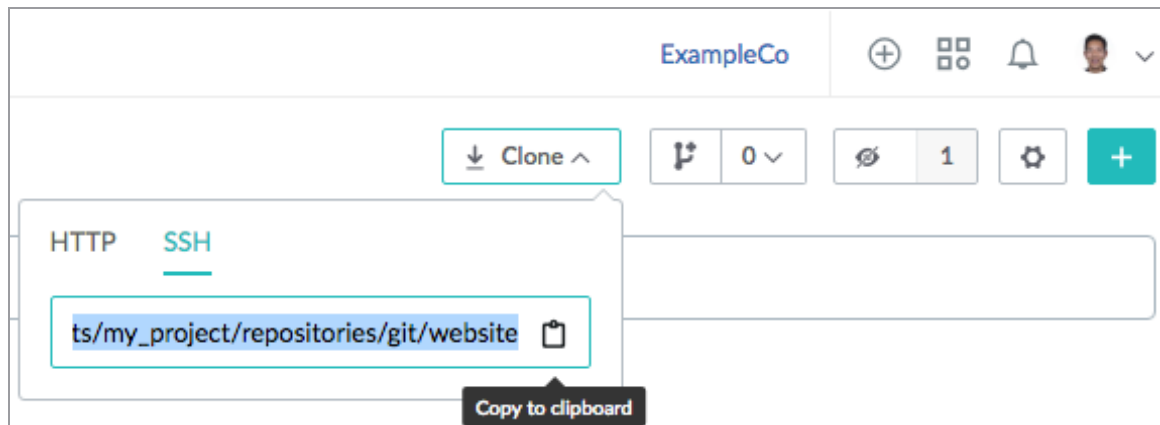 ExampleCo
Clone
0
1
+
HTTP SSH
ts/my_project/repositories/git/website
Copy to clipboard